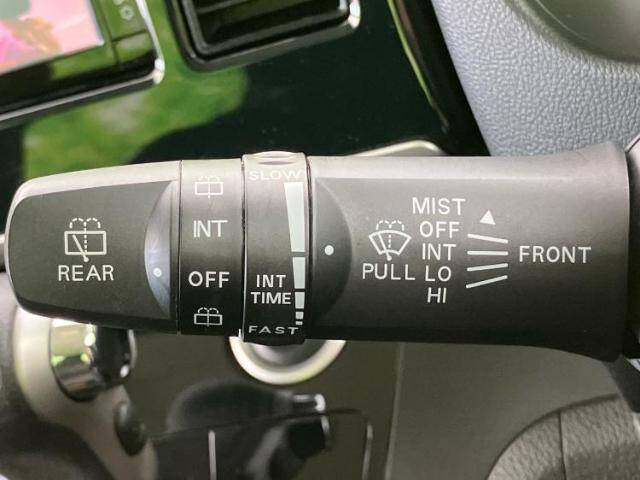 REAR
INT
OFF
SLOW
INT
TIME
FAST
PULL
MIST
OFF
INT
LO
HI
FRONT